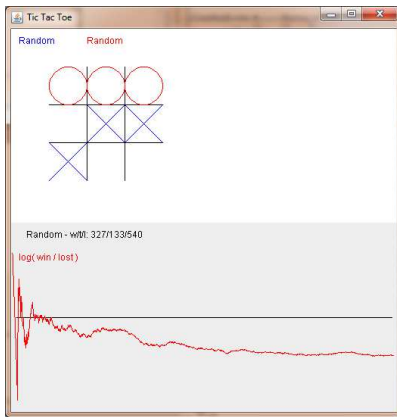 Tic Tac Toe
Random Random
Random - w/t/l: 327/133/540
log( win / lost )